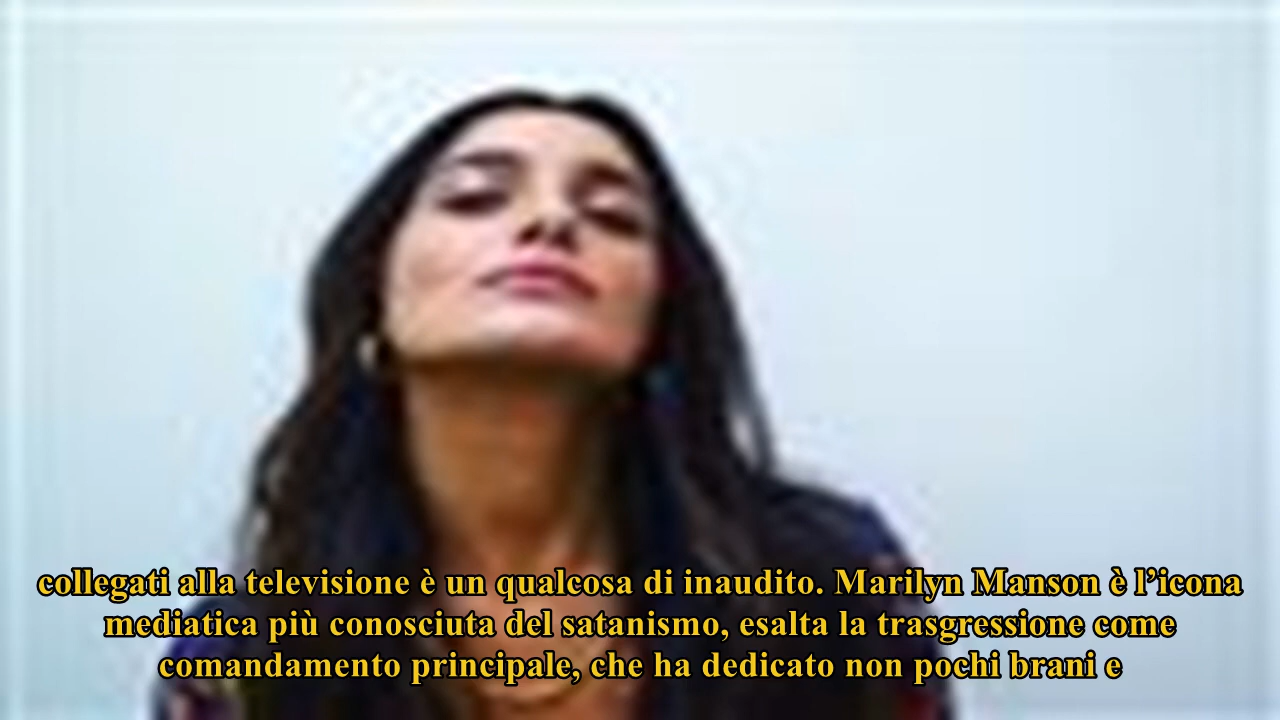 collegati alla televisione è un qualcosa di inaudito. Marilyn Manson è l’icona
mediatica più conosciuta del satanismo, esalta la trasgressione come
comandamento principale, che ha dedicato non pochi brani e